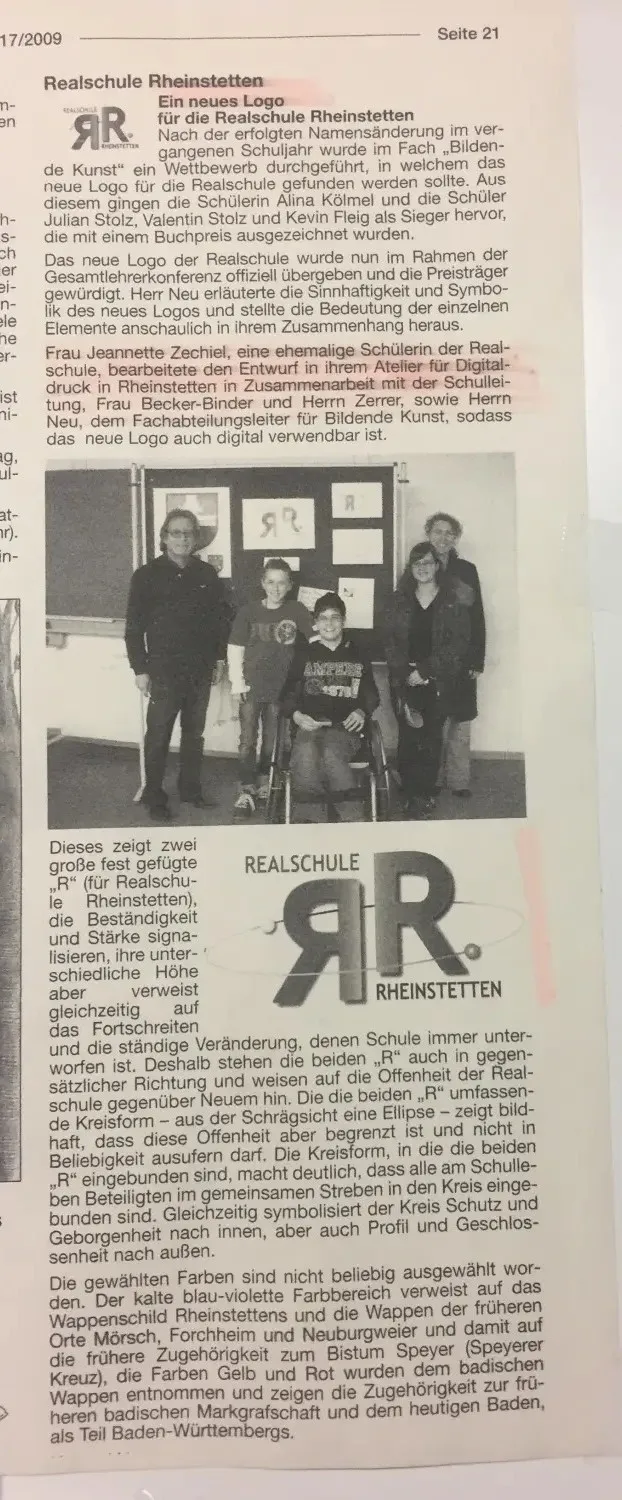 17/2009
Seite 21
Realschule Rheinstetten
REALSCHULE
RR
RHEINSTETTEN
Ein neues Logo
für die Realschule Rheinstetten
Nach der erfolgten Namensänderung im ver-
gangenen Schuljahr wurde im Fach „Bilden-
de Kunst“ ein Wettbewerb durchgeführt, in welchem das
neue Logo für die Realschule gefunden werden sollte. Aus
diesem gingen die Schülerin Alina Kölmel und die Schüler
Julian Stolz, Valentin Stolz und Kevin Fleig als Sieger hervor,
die mit einem Buchpreis ausgezeichnet wurden.
Das neue Logo der Realschule wurde nun im Rahmen der
Gesamtlehrerkonferenz offiziell übergeben und die Preisträger
gewürdigt. Herr Neu erläuterte die Sinnhaftigkeit und Symbo-
lik des neuen Logos und stellte die Bedeutung der einzelnen
Elemente anschaulich in ihrem Zusammenhang heraus.
Frau Jeannette Zechiel, eine ehemalige Schülerin der Real-
schule, bearbeitete den Entwurf in ihrem Atelier für Digital-
druck in Rheinstetten in Zusammenarbeit mit der Schullei-
tung, Frau Becker-Binder und Herrn Zerrer, sowie Herrn
Neu, dem Fachabteilungsleiter für Bildende Kunst, sodass
das neue Logo auch digital verwendbar ist.
RR
R
AMPERS
1978
Dieses zeigt zwei
große fest gefügte
„R“ (für Realschu-
le Rheinstetten),
die Beständigkeit
und Stärke signa-
lisieren, ihre unter-
schiedliche Höhe
aber verweist
gleichzeitig auf
das Fortschreiten
REALSCHULE
RR
RHEINSTETTEN
und die ständige Veränderung, denen Schule immer unter-
worfen ist. Deshalb stehen die beiden „R“ auch in gegen-
sätzlicher Richtung und weisen auf die Offenheit der Real-
schule gegenüber Neuem hin. Die die beiden „R“ umfassen-
de Kreisform – aus der Schrägsicht eine Ellipse – zeigt bild-
haft, dass diese Offenheit aber begrenzt ist und nicht in
Beliebigkeit ausufern darf. Die Kreisform, in die die beiden
„R“ eingebunden sind, macht deutlich, dass alle am Schulle-
ben Beteiligten im gemeinsamen Streben in den Kreis einge-
bunden sind. Gleichzeitig symbolisiert der Kreis Schutz und
Geborgenheit nach innen, aber auch Profil und Geschlos-
senheit nach außen.
Die gewählten Farben sind nicht beliebig ausgewählt wor-
den. Der kalte blau-violette Farbbereich verweist auf das
Wappenschild Rheinstettens und die Wappen der früheren
Orte Mörsch, Forchheim und Neuburgweier und damit auf
die frühere Zugehörigkeit zum Bistum Speyer (Speyerer
Kreuz), die Farben Gelb und Rot wurden dem badischen
Wappen entnommen und zeigen die Zugehörigkeit zur frü-
heren badischen Markgrafschaft und dem heutigen Baden,
als Teil Baden-Württembergs.